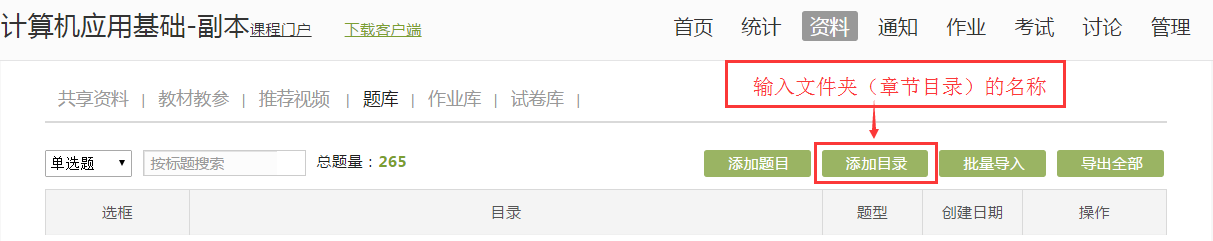 计算机应用基础-副本课程门户 下载客户端 首页 统计 资料 通知 作业 考试 讨论 管理
输入文件夹（章节目录）的名称
共享资料 | 教材教参 | 推荐视频 | 题库 | 作业库 | 试卷库 |
单选题 按标题搜索 总题量：265 添加题目 添加目录 批量导入 导出全部
选框 目录 题型 创建日期 操作